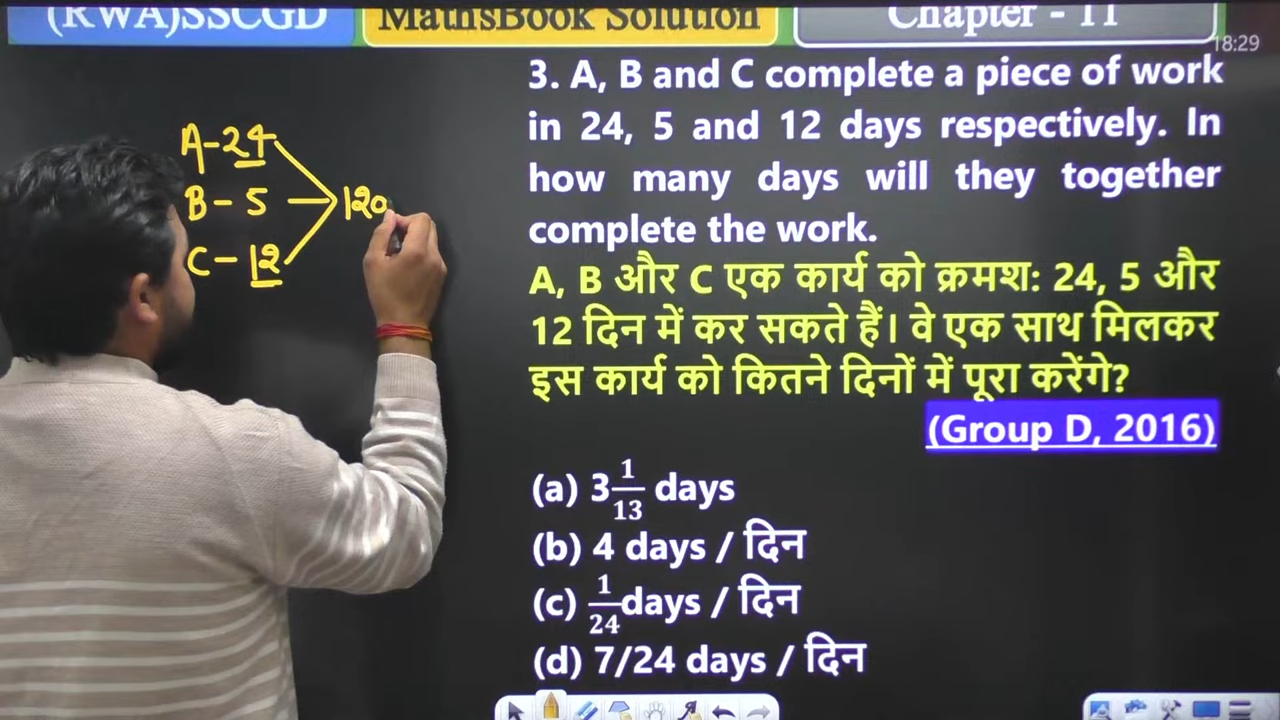 (RWA)SSCGD
MathsBook Solution
Chapter - 11
18:29
3. A, B and C complete a piece of work
in 24, 5 and 12 days respectively. In
how many days will they together
complete the work.
A, B और C एक कार्य को क्रमश: 24, 5 और
12 दिन में कर सकते हैं। वे एक साथ मिलकर
इस कार्य को कितने दिनों में पूरा करेंगे?
(Group D, 2016)
(a) 3 1/13 days
(b) 4 days / दिन
(c) 1/24 days / दिन
(d) 7/24 days / दिन
A-24
B-5
C-12
120